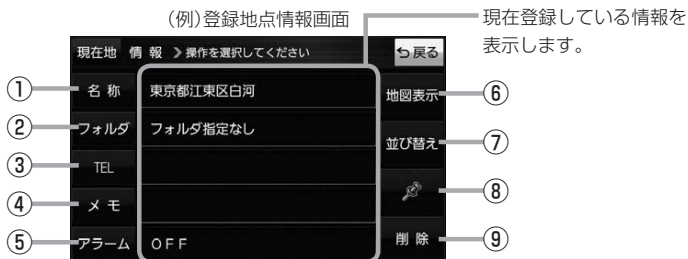 (例)登録地点情報画面
現在登録している情報を
表示します。
現在地 情 報 >操作を選択してください 戻る
① 名 称 東京都江東区白河 地図表示 ⑥
② フォルダ フォルダ指定なし 並び替え ⑦
③ TEL
⑧
④ メ モ
⑤ アラーム OFF 削 除 ⑨